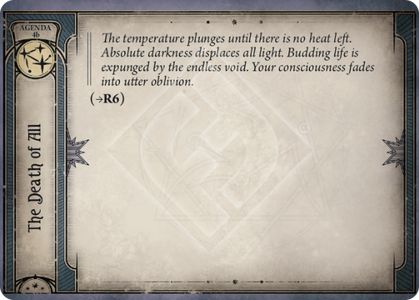 AGENDA
4b
The Death of All
The temperature plunges until there is no heat left.
Absolute darkness displaces all light. Budding life is
expunged by the endless void. Your consciousness fades
into utter oblivion.
(→R6)